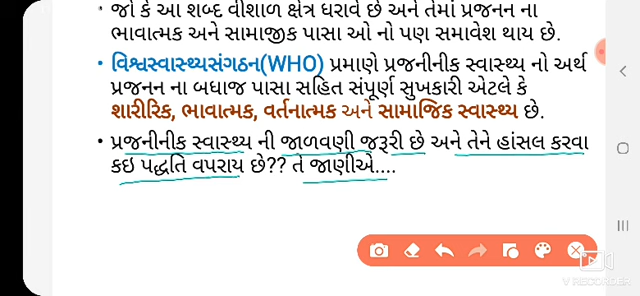 • જો કે આ શબ્દ વીશાળ ક્ષેત્ર ધરાવે છે અને તેમાં પ્રજનન ના
ભાવાત્મક અને સામાજીક પાસા ઓ નો પણ સમાવેશ થાય છે.
• વિશ્વસ્વાસ્થ્યસંગઠન(WHO) પ્રમાણે પ્રજનીનીક સ્વાસ્થ્ય નો અર્થ
પ્રજનન ના બધાજ પાસા સહિત સંપૂર્ણ સુખકારી એટલે કે
શારીરિક, ભાવાત્મક, વર્તનાત્મક અને સામાજિક સ્વાસ્થ્ય છે.
• પ્રજનીનીક સ્વાસ્થ્ય ની જાળવણી જરૂરી છે અને તેને હાંસલ કરવા
કઇ પદ્ધતિ વપરાય છે?? તે જાણીએ....
V RECORDER